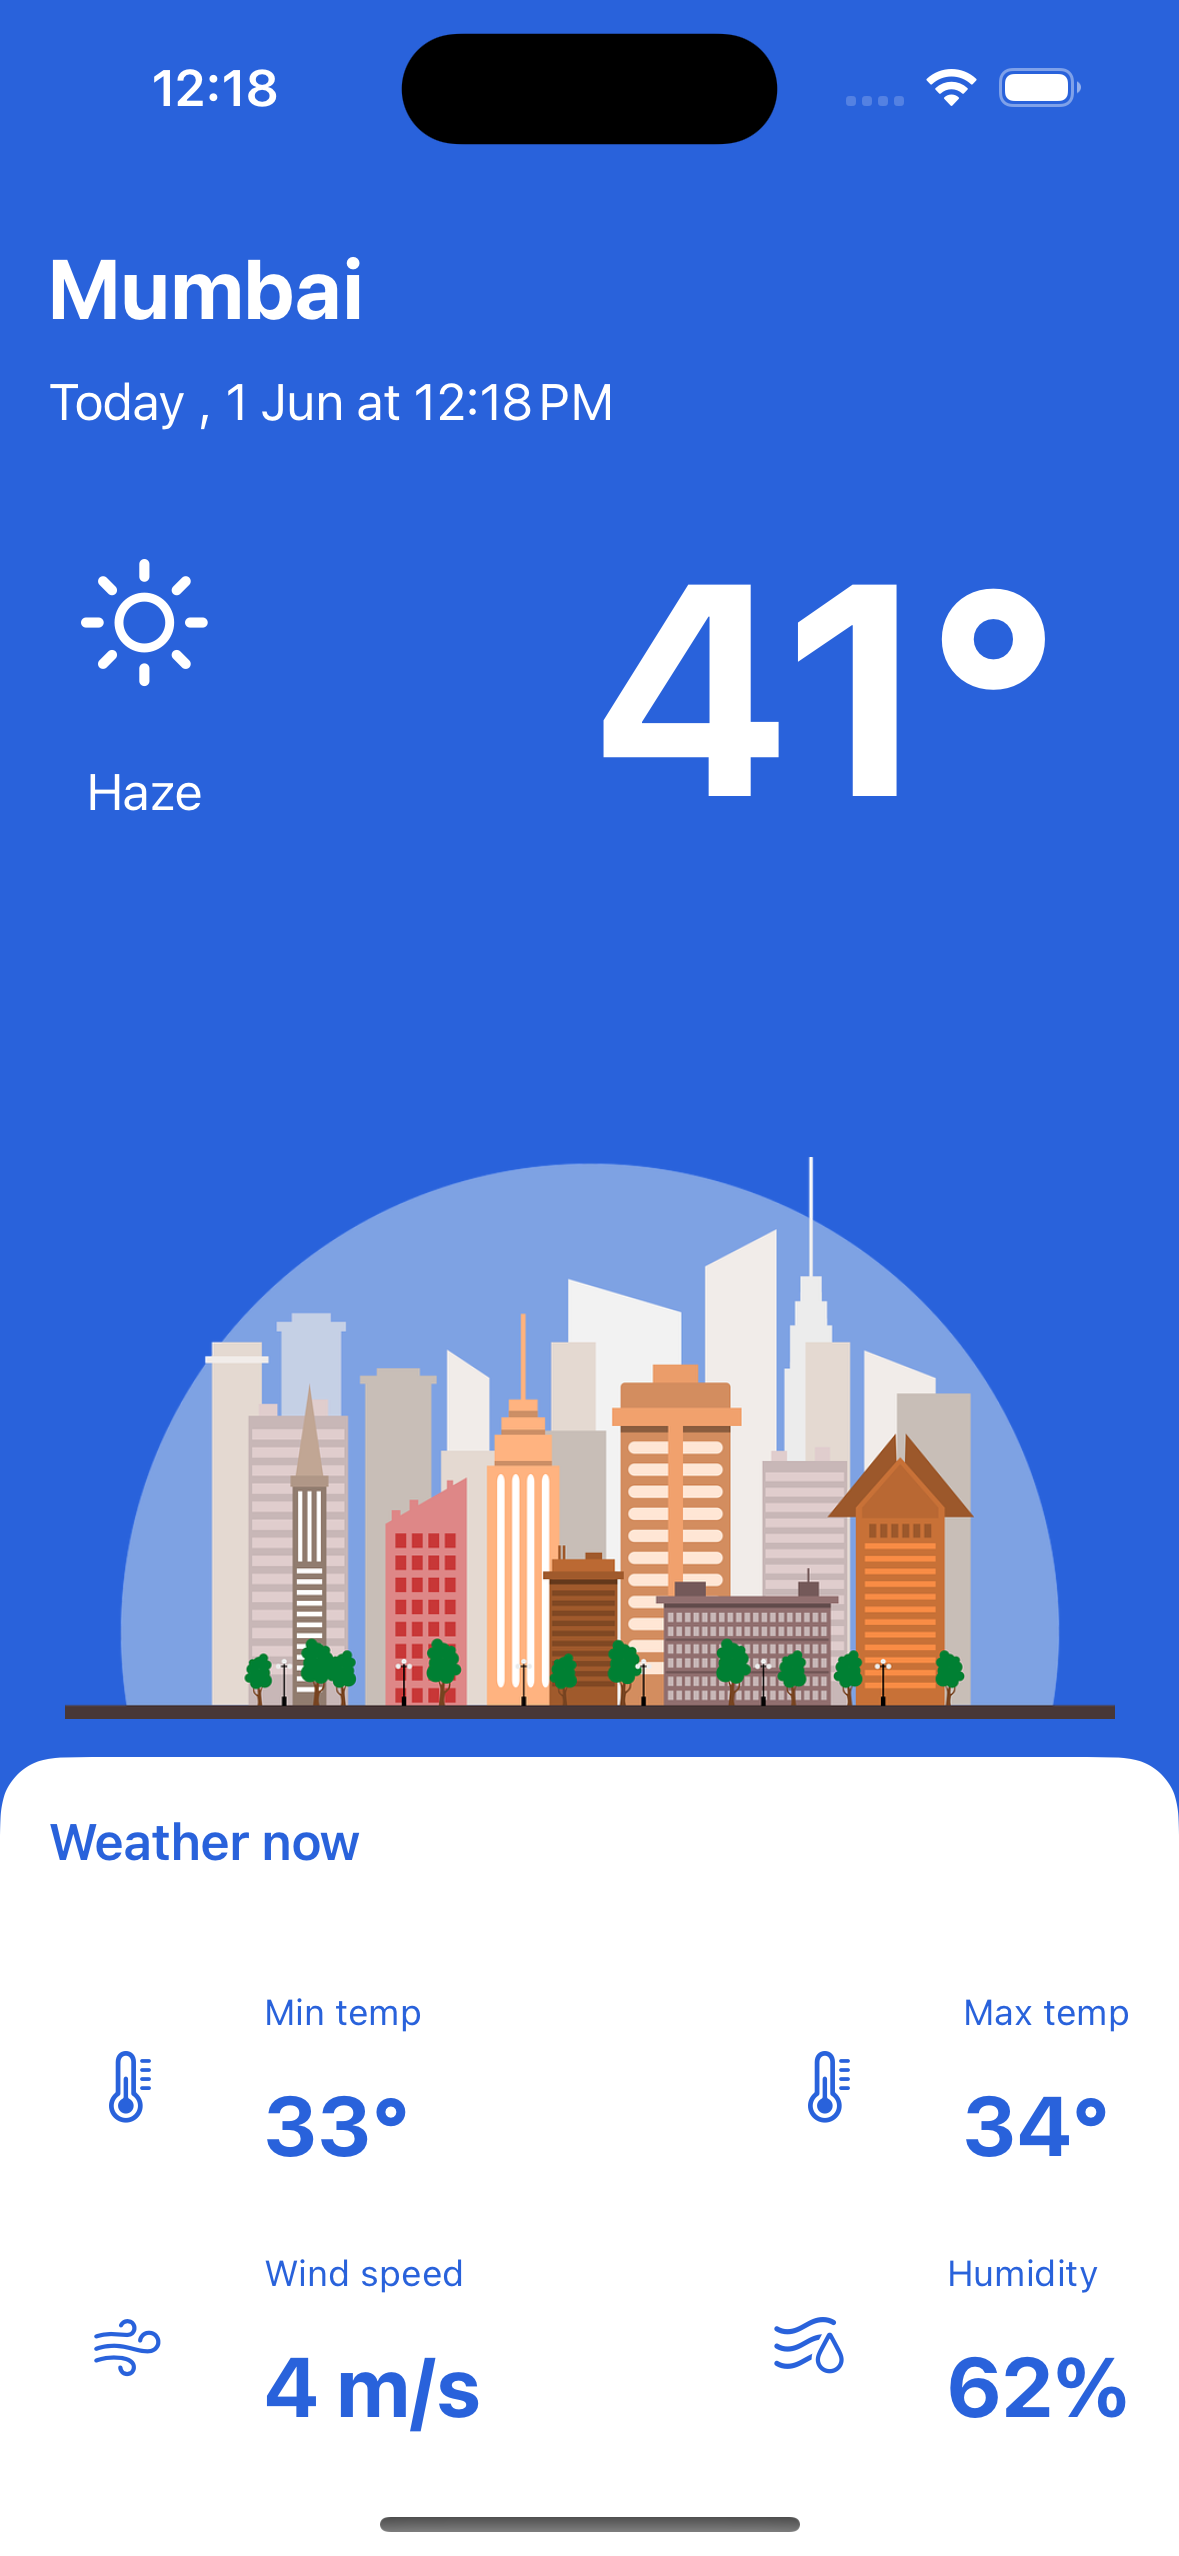 12:18
Mumbai
Today , 1 Jun at 12:18 PM
41°
Haze
Weather now
Min temp
33°
Max temp
34°
Wind speed
4 m/s
Humidity
62%